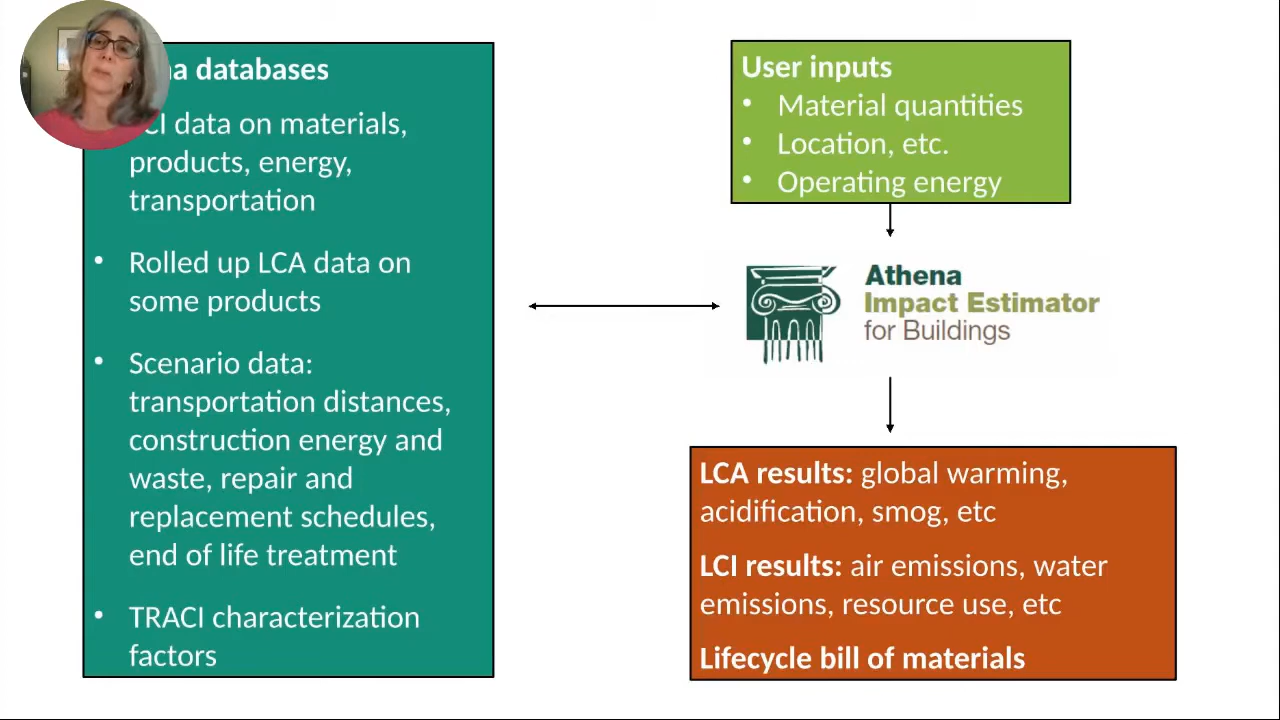 databases
data on materials,
products, energy,
transportation
• Rolled up LCA data on
some products
• Scenario data:
transportation distances,
construction energy and
waste, repair and
replacement schedules,
end of life treatment
• TRACI characterization
factors
User inputs
• Material quantities
• Location, etc.
• Operating energy
Athena
Impact Estimator
for Buildings
LCA results: global warming,
acidification, smog, etc
LCI results: air emissions, water
emissions, resource use, etc
Lifecycle bill of materials